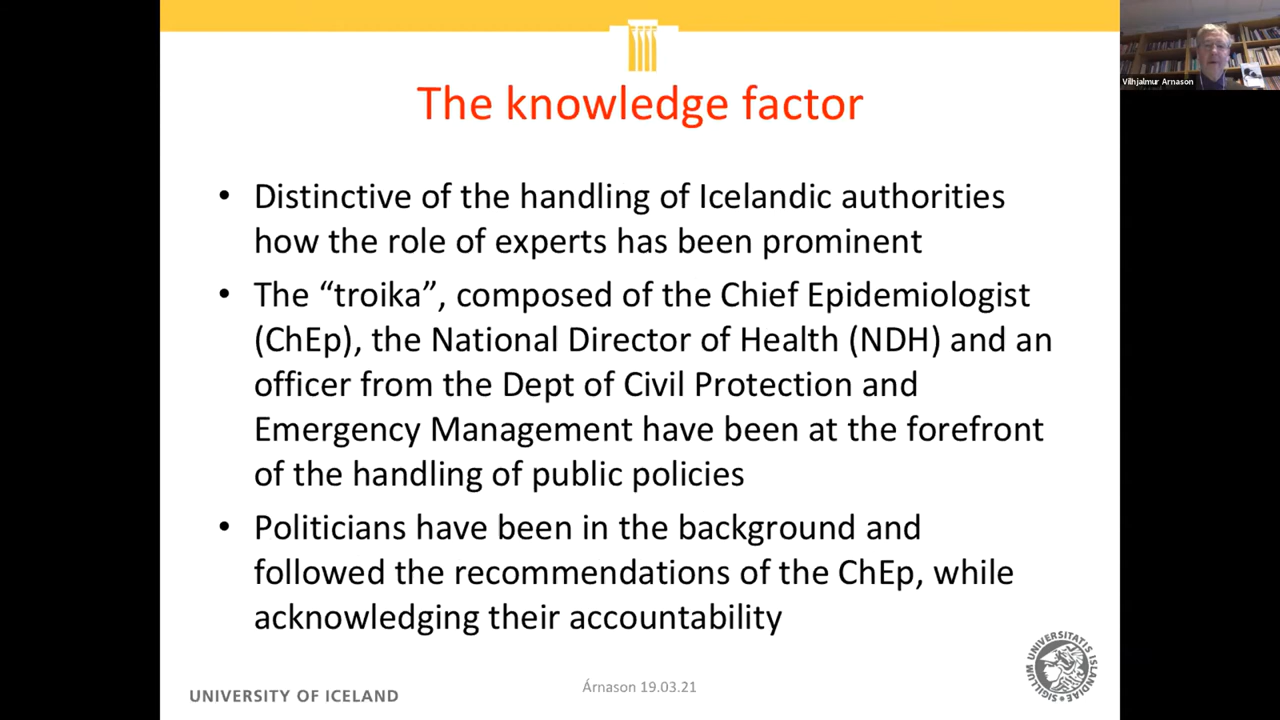 Vilhjalmur Arnason
The knowledge factor
• Distinctive of the handling of Icelandic authorities
how the role of experts has been prominent
• The “troika”, composed of the Chief Epidemiologist
(ChEp), the National Director of Health (NDH) and an
officer from the Dept of Civil Protection and
Emergency Management have been at the forefront
of the handling of public policies
• Politicians have been in the background and
followed the recommendations of the ChEp, while
acknowledging their accountability
UNIVERSITY OF ICELAND
Árnason 19.03.21
SIGILLUM UNIVERSITATIS ISLANDIAE